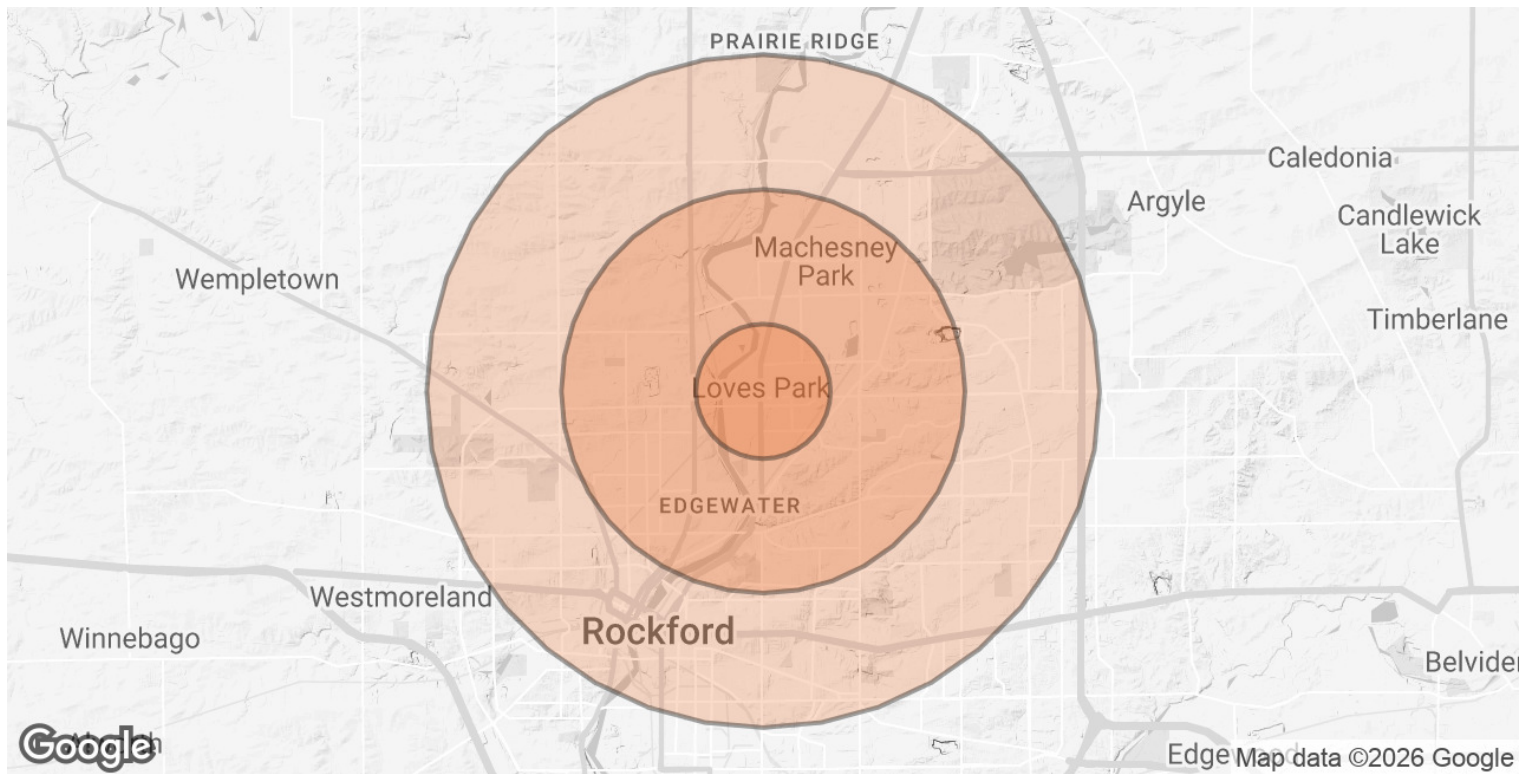 PRAIRIE RIDGE
Caledonia
Argyle
Candlewick
Lake
Machesney
Park
Wempletown
Timberlane
Loves Park
EDGEWATER
Westmoreland
Rockford
Winnebago
Belvider
Google
Map data ©2026 Google